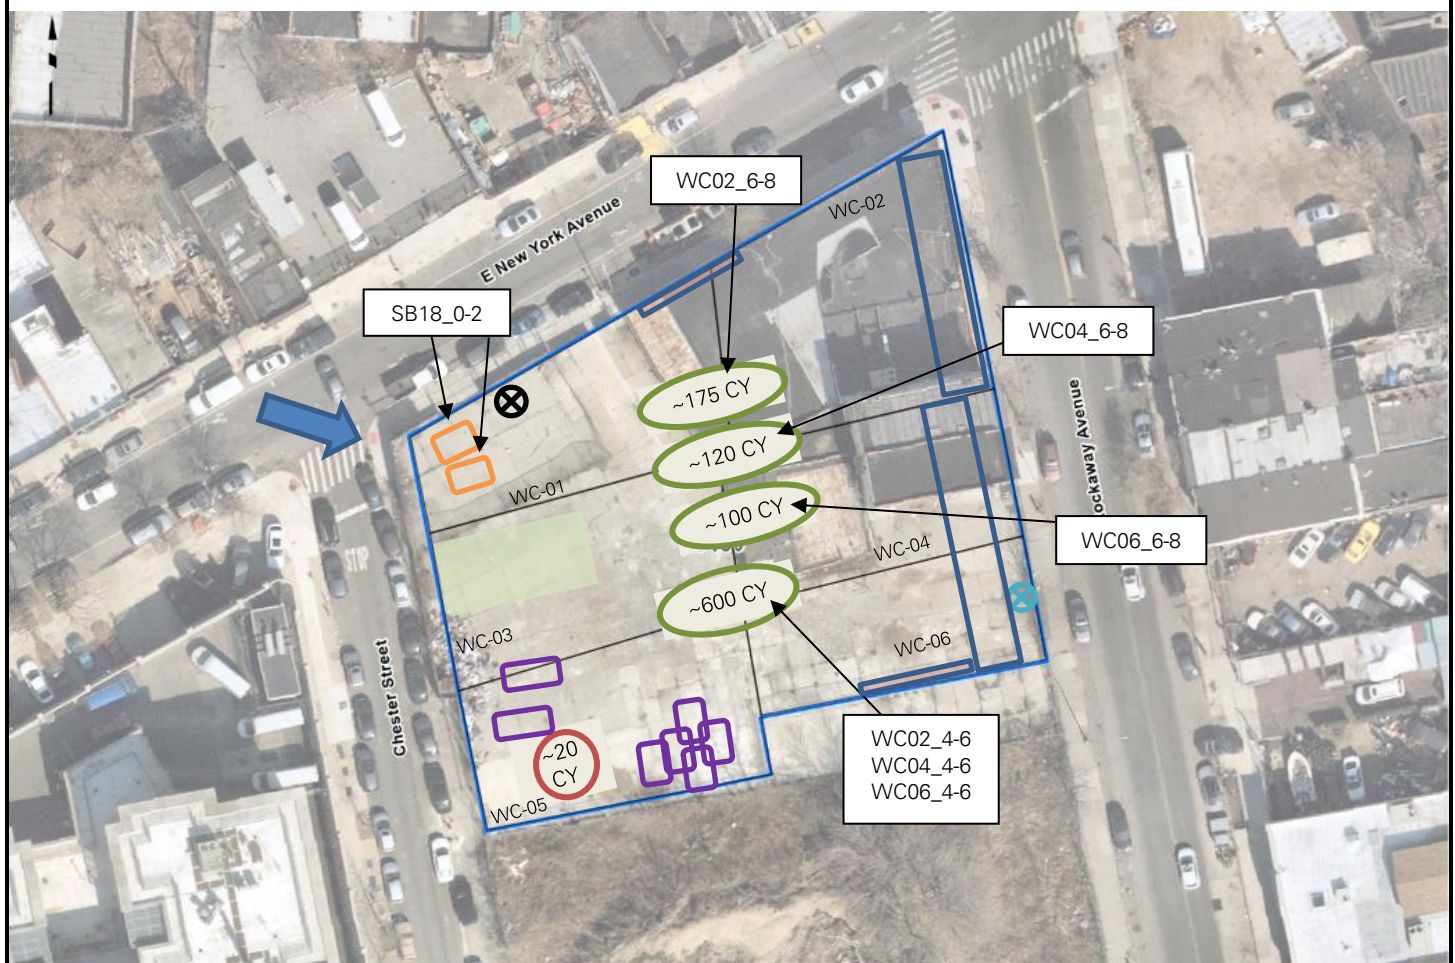 WC02_6-8
WC-02
E New York Avenue
SB18_0-2
WC04_6-8
~175 CY
~120 CY
WC-01
~100 CY
WC06_6-8
WC-04
~600 CY
WC-03
WC-06
Chester Street
ockaway Avenue
WC02_4-6
WC04_4-6
WC06_4-6
~20
CY
WC-05